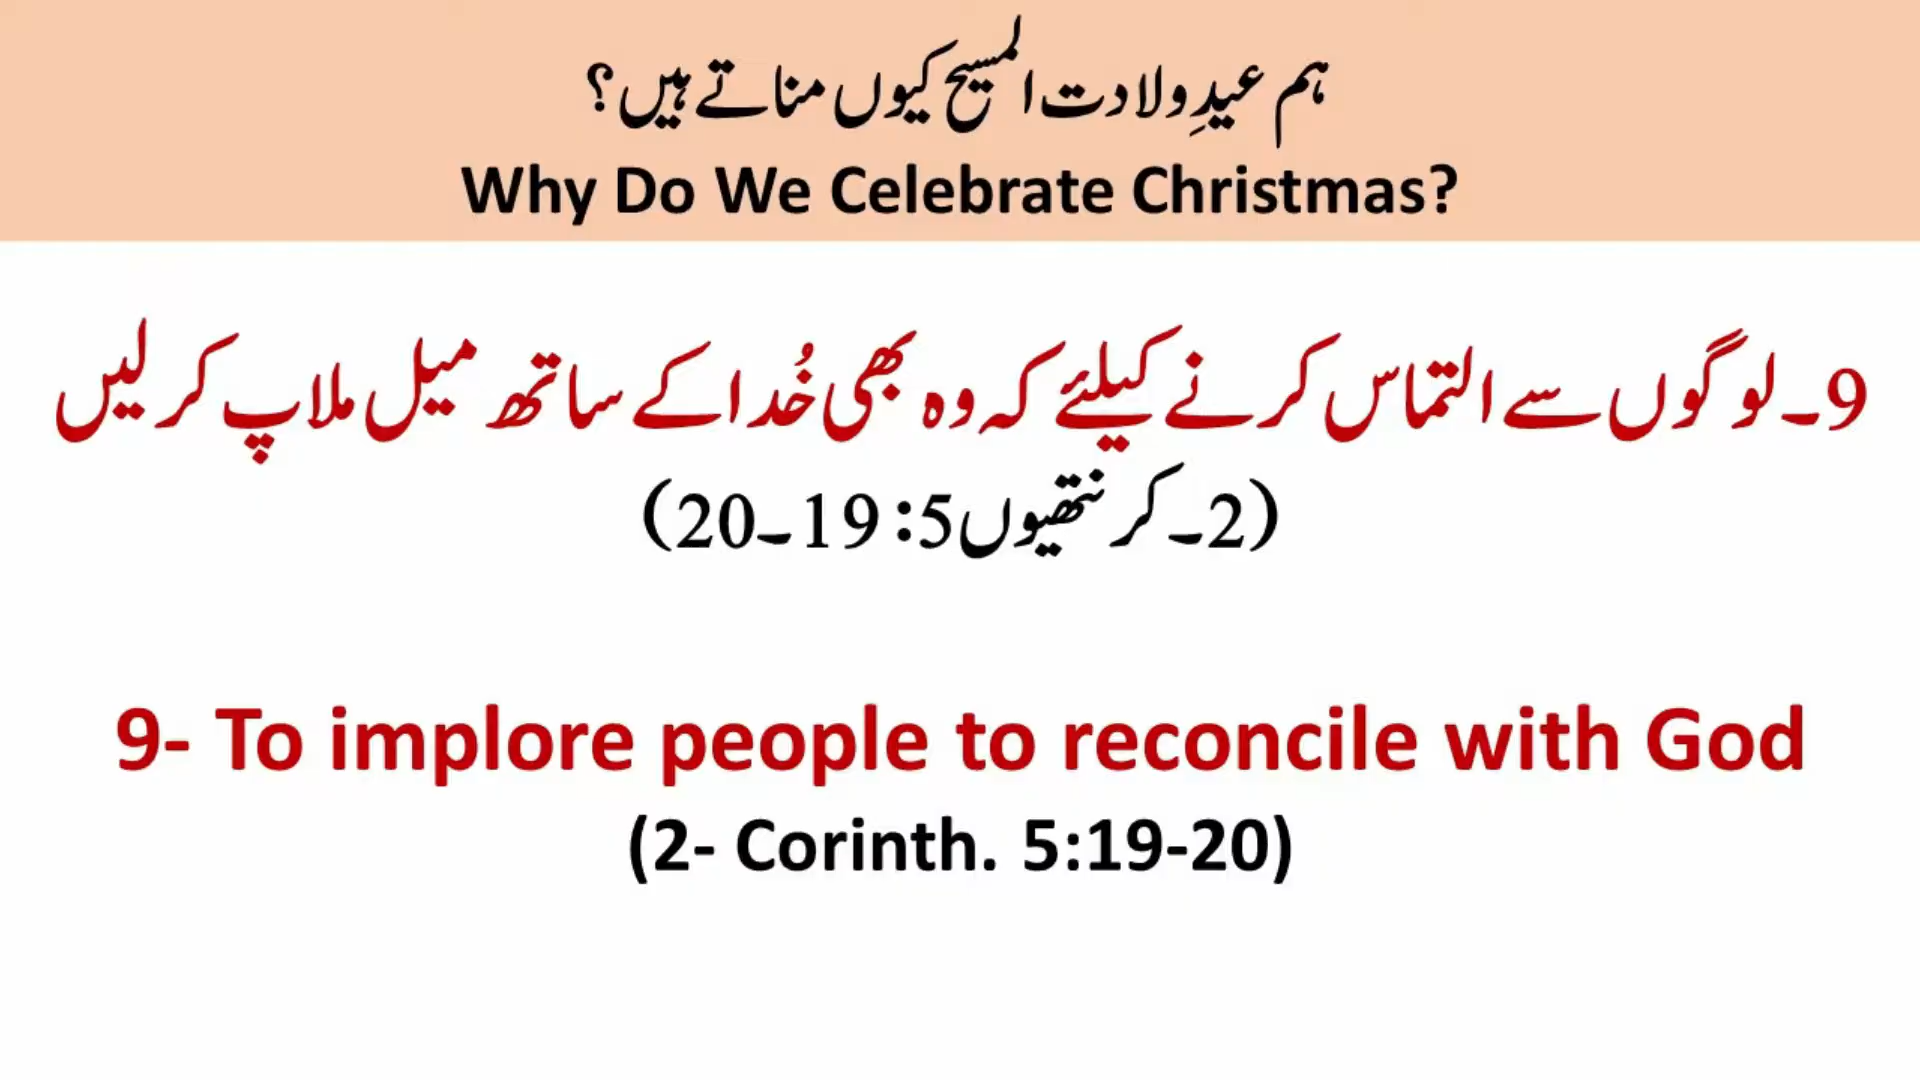 ہم عیدِ ولادت المسیح کیوں مناتے ہیں؟
Why Do We Celebrate Christmas?
9۔ لوگوں سے التماس کرنے کیلئے کہ وہ بھی خُدا کے ساتھ میل ملاپ کر لیں
(2۔ کرنتھیوں 5: 19۔20)
9- To implore people to reconcile with God
(2- Corinth. 5:19-20)